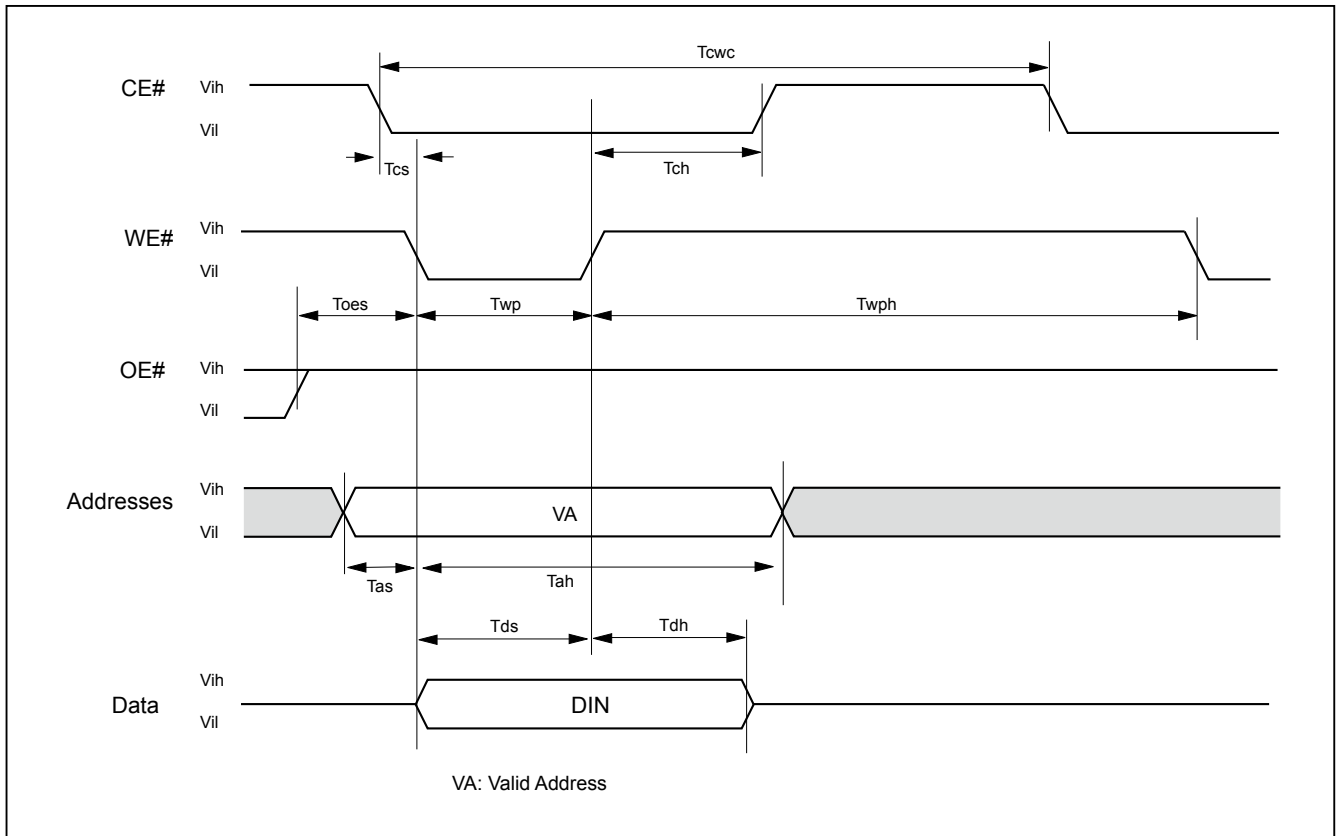 Tcwc
CE#
Vih
Vil
Tcs
Tch
WE#
Vih
Vil
Toes
Twp
Twph
OE#
Vih
Vil
Addresses
Vih
Vil
VA
Tas
Tah
Tds
Tdh
Data
Vih
Vil
DIN
VA: Valid Address